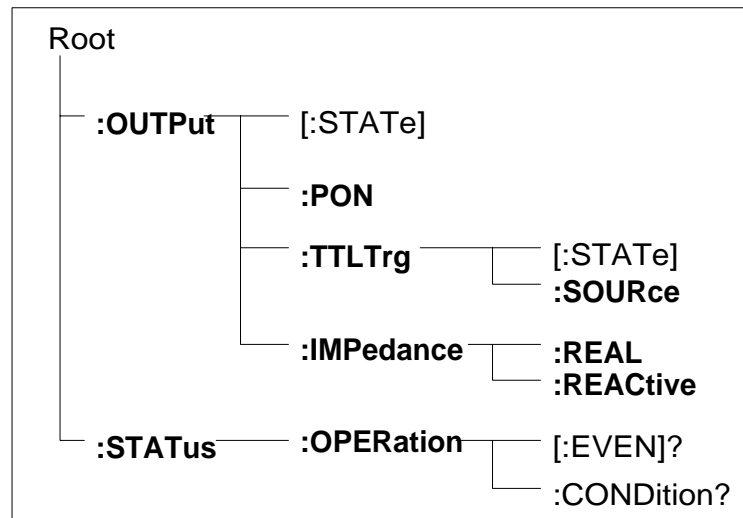 Root
:OUTPut [:STATe]
:PON
:TTLTrg [:STATe]
:SOURce
:IMPedance :REAL
:REACtive
:STATus :OPERation [:EVEN]?
:CONDition?